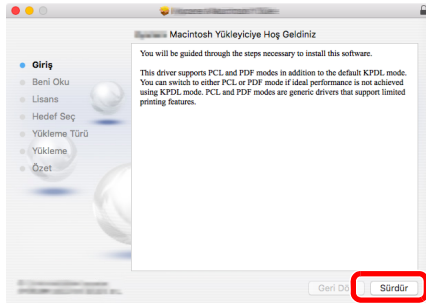 Macintosh Yükleyiciye Hoş Geldiniz
You will be guided through the steps necessary to install this software.
This driver supports PCL and PDF modes in addition to the default KPDL mode.
You can switch to either PCL or PDF mode if ideal performance is not achieved
using KPDL mode. PCL and PDF modes are generic drivers that support limited
printing features.
Giriş
Beni Oku
Lisans
Hedef Seç
Yükleme Türü
Yükleme
Özet
Geri Dö
Sürdür